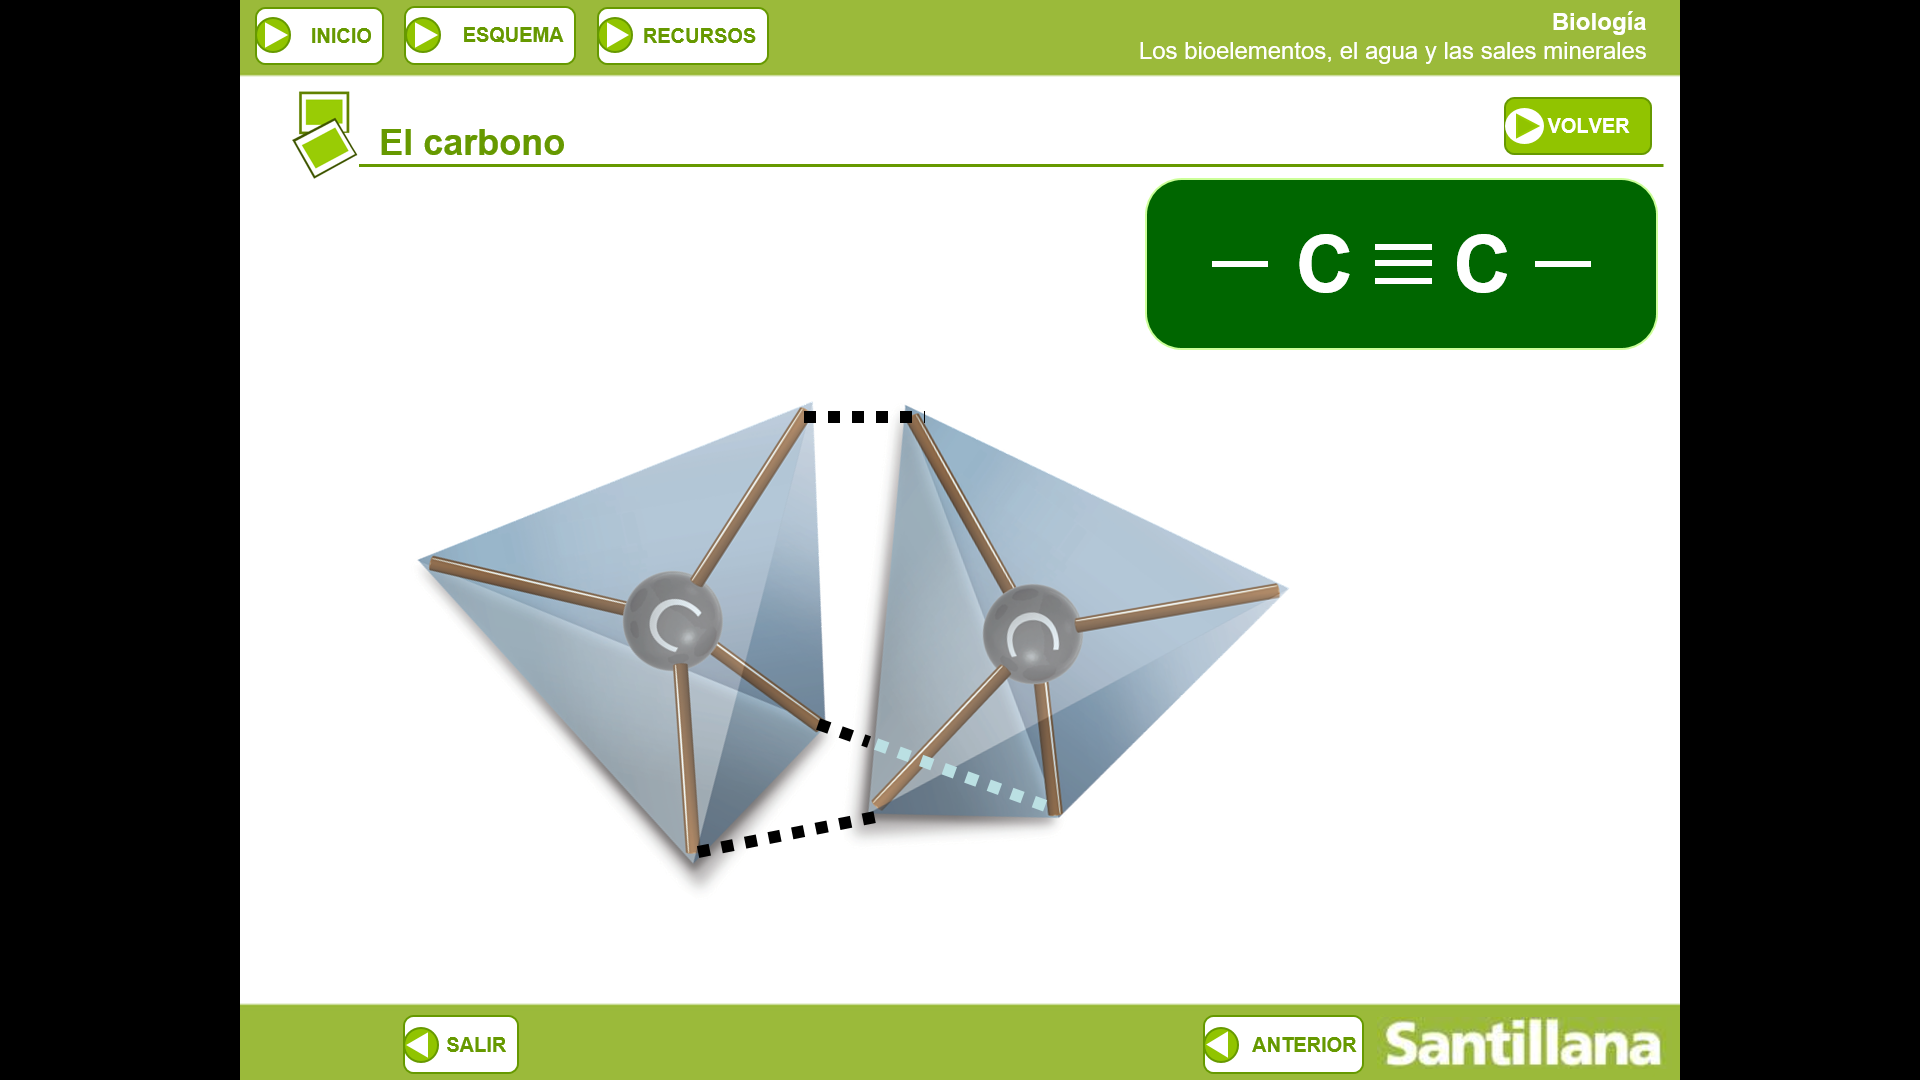 INICIO
ESQUEMA
RECURSOS
Biología
Los bioelementos, el agua y las sales minerales
El carbono
VOLVER
— C ≡ C —
C
C
SALIR
ANTERIOR
Santillana